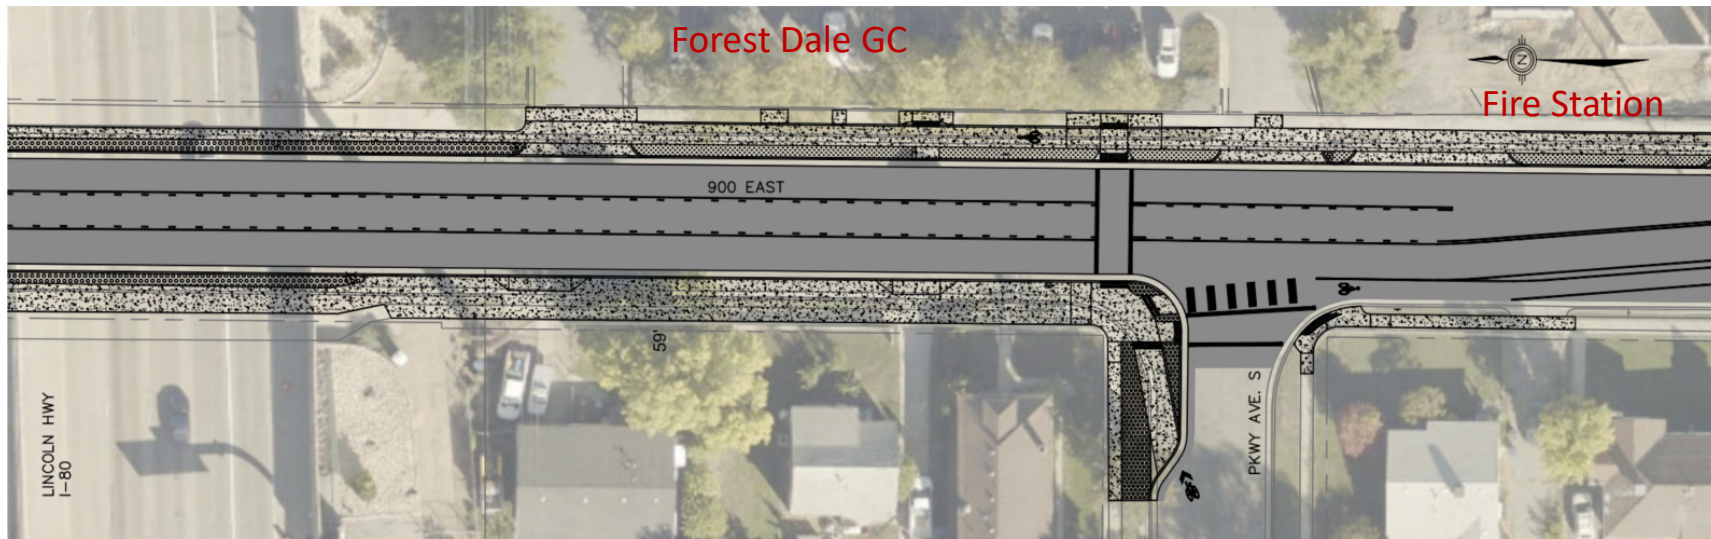 Forest Dale GC
N
Fire Station
900 EAST
59'
LINCOLN HWY
I-80
PKWY AVE. S